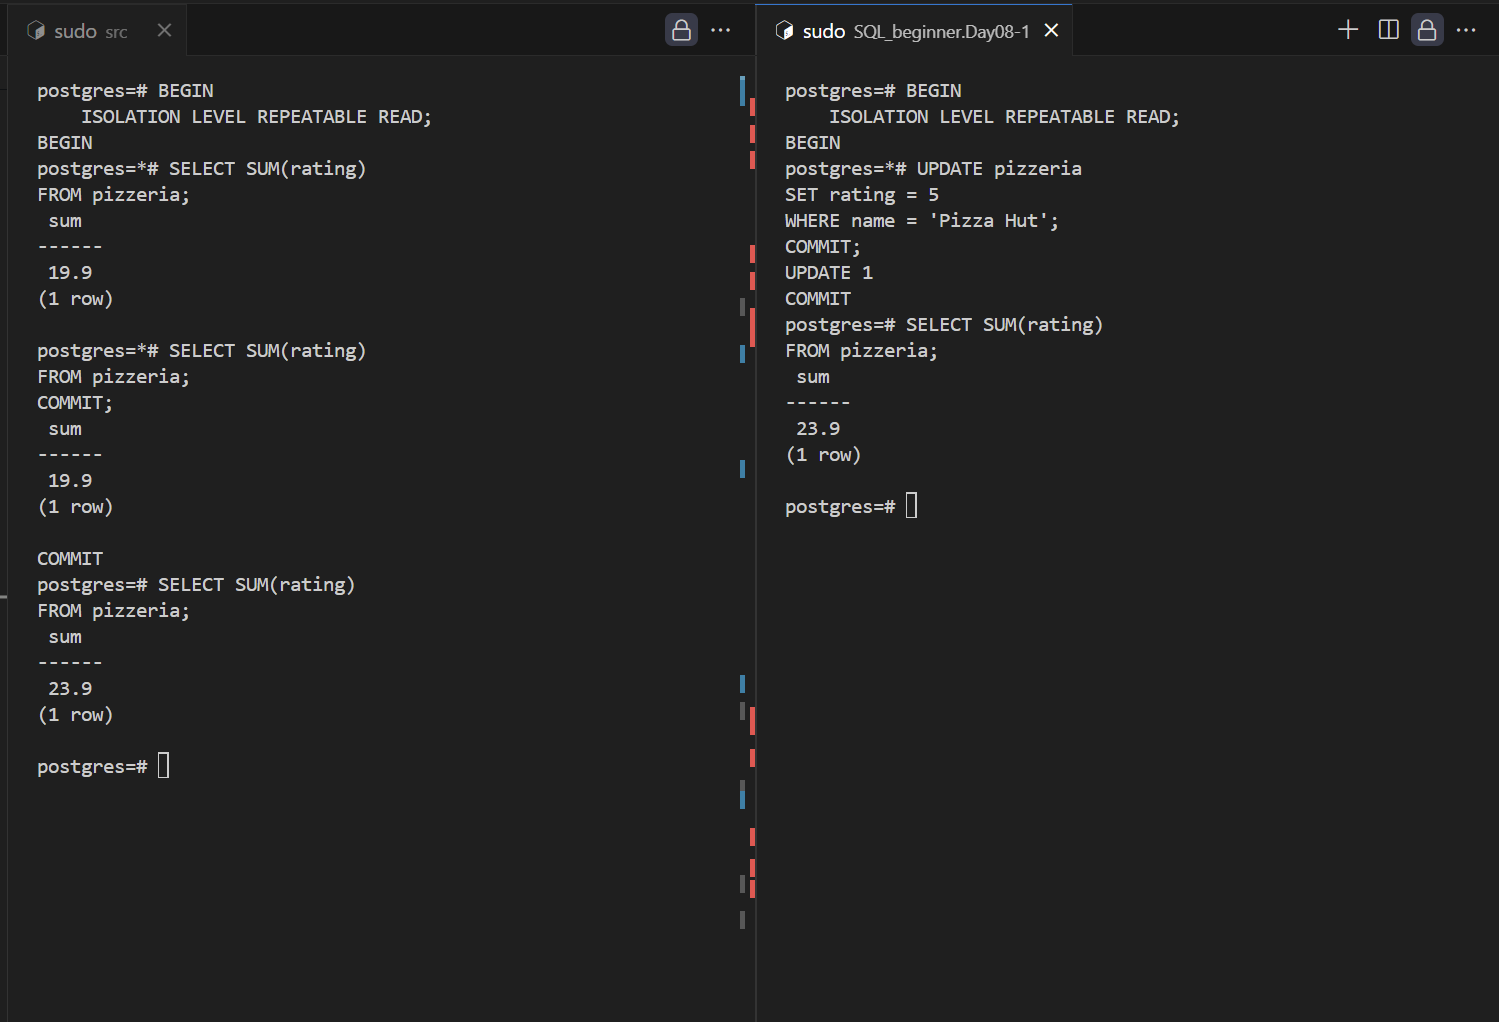 sudo src
postgres=# BEGIN
    ISOLATION LEVEL REPEATABLE READ;
BEGIN
postgres=*# SELECT SUM(rating)
FROM pizzeria;
 sum
------
 19.9
(1 row)

postgres=*# SELECT SUM(rating)
FROM pizzeria;
COMMIT;
 sum
------
 19.9
(1 row)

COMMIT
postgres=# SELECT SUM(rating)
FROM pizzeria;
 sum
------
 23.9
(1 row)

postgres=#
sudo SQL_beginner.Day08-1
postgres=# BEGIN
    ISOLATION LEVEL REPEATABLE READ;
BEGIN
postgres=*# UPDATE pizzeria
SET rating = 5
WHERE name = 'Pizza Hut';
COMMIT;
UPDATE 1
COMMIT
postgres=# SELECT SUM(rating)
FROM pizzeria;
 sum
------
 23.9
(1 row)

postgres=#